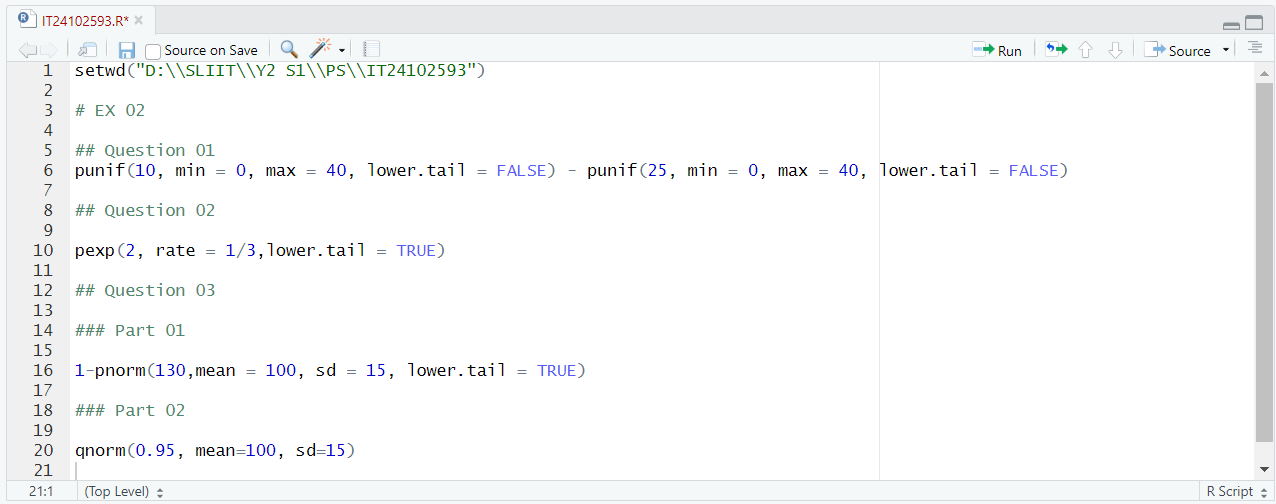 IT24102593.R*
Source on Save
Run
Source
1 setwd("D:\\SLIIT\\Y2 S1\\PS\\IT24102593")
2
3 # EX 02
4
5 ## Question 01
6 punif(10, min = 0, max = 40, lower.tail = FALSE) - punif(25, min = 0, max = 40, lower.tail = FALSE)
7
8 ## Question 02
9
10 pexp(2, rate = 1/3,lower.tail = TRUE)
11
12 ## Question 03
13
14 ### Part 01
15
16 1-pnorm(130,mean = 100, sd = 15, lower.tail = TRUE)
17
18 ### Part 02
19
20 qnorm(0.95, mean=100, sd=15)
21
21:1 (Top Level) R Script